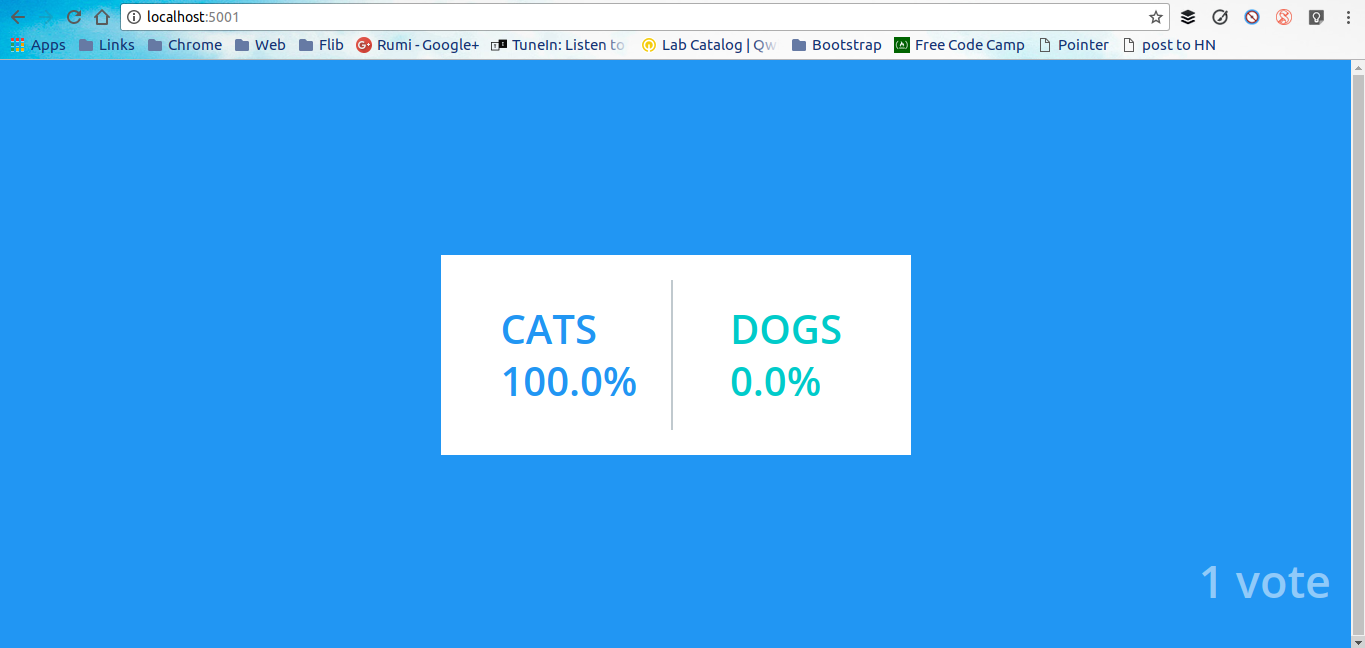 localhost:5001
Apps Links Chrome Web Flib Rumi - Google+ TuneIn: Listen to Lab Catalog | Qw Bootstrap Free Code Camp Pointer post to HN
CATS
100.0%
DOGS
0.0%
1 vote